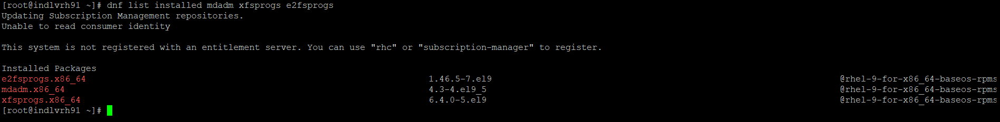 [root@indlvrh91 ~]# dnf list installed mdadm xfsprogs e2fsprogs
Updating Subscription Management repositories.
Unable to read consumer identity
This system is not registered with an entitlement server. You can use "rhc" or "subscription-manager" to register.
Installed Packages
e2fsprogs.x86_64 1.46.5-7.el9 @rhel-9-for-x86_64-baseos-rpms
mdadm.x86_64 4.3-4.el9_5 @rhel-9-for-x86_64-baseos-rpms
xfsprogs.x86_64 6.4.0-5.el9 @rhel-9-for-x86_64-baseos-rpms
[root@indlvrh91 ~]#